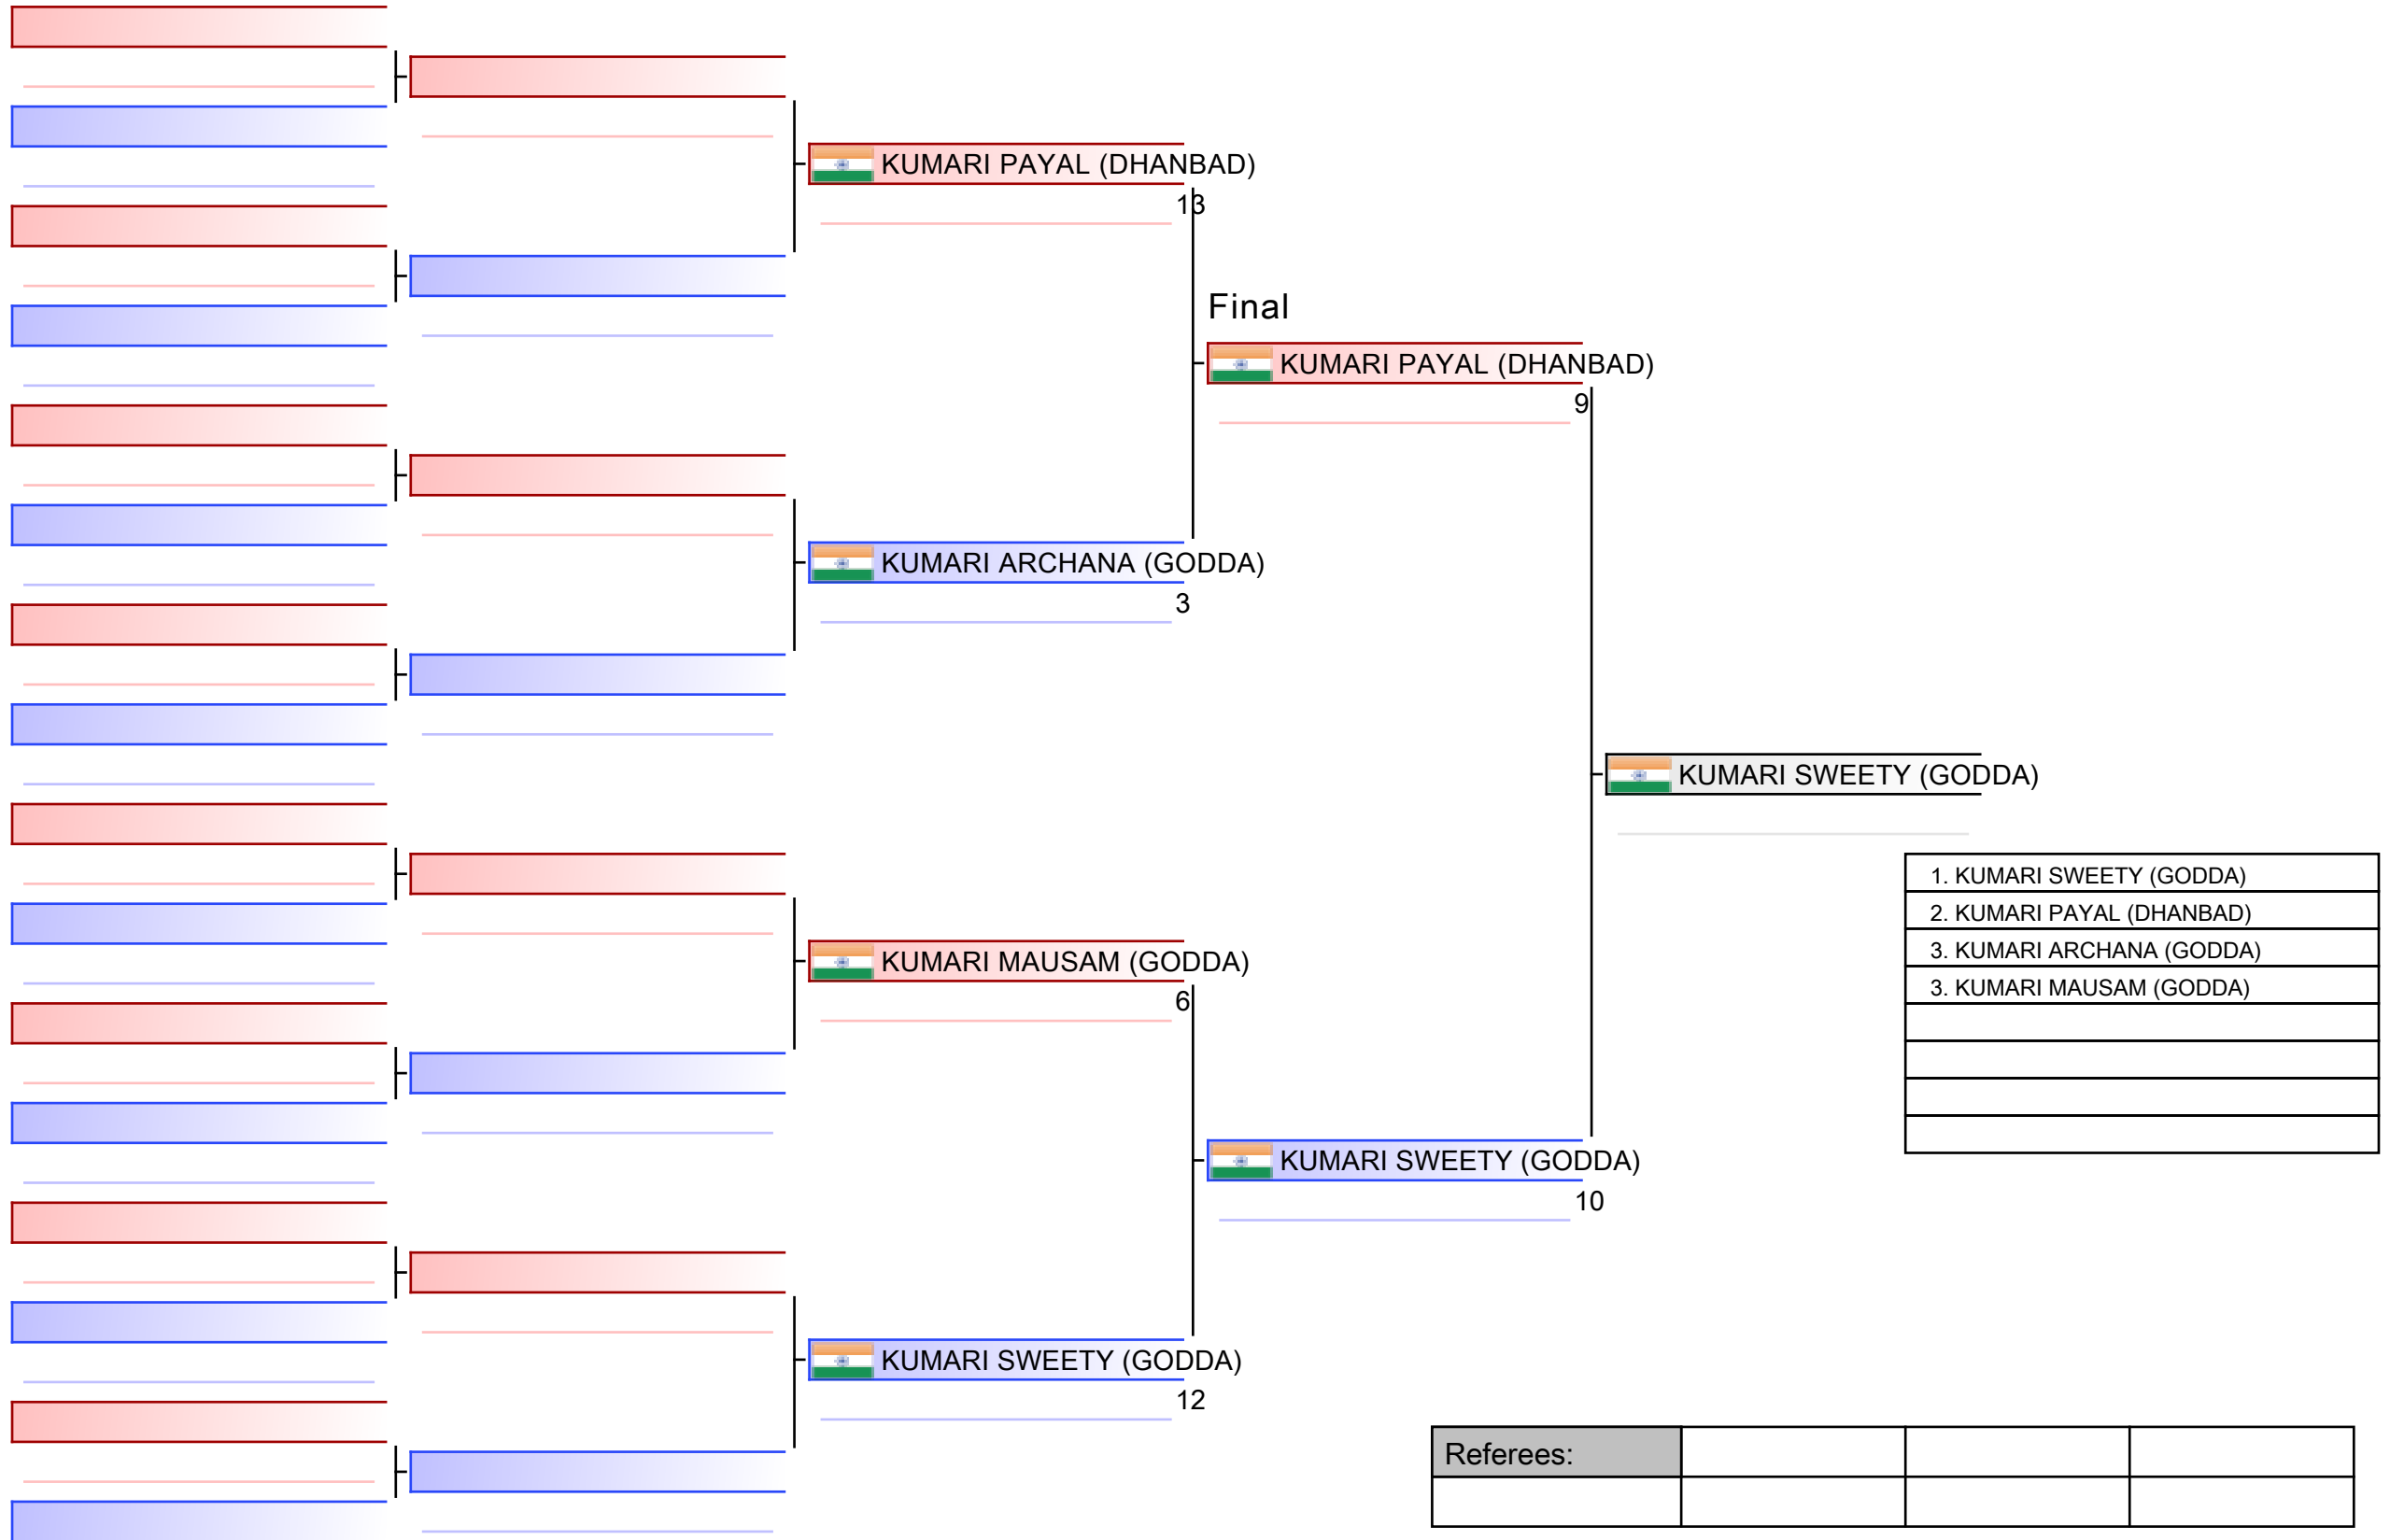 KUMARI PAYAL (DHANBAD)
13
Final
KUMARI PAYAL (DHANBAD)
9
KUMARI ARCHANA (GODDA)
3
KUMARI SWEETY (GODDA)
1. KUMARI SWEETY (GODDA)
2. KUMARI PAYAL (DHANBAD)
3. KUMARI ARCHANA (GODDA)
3. KUMARI MAUSAM (GODDA)
KUMARI MAUSAM (GODDA)
6
KUMARI SWEETY (GODDA)
10
KUMARI SWEETY (GODDA)
12
Referees: